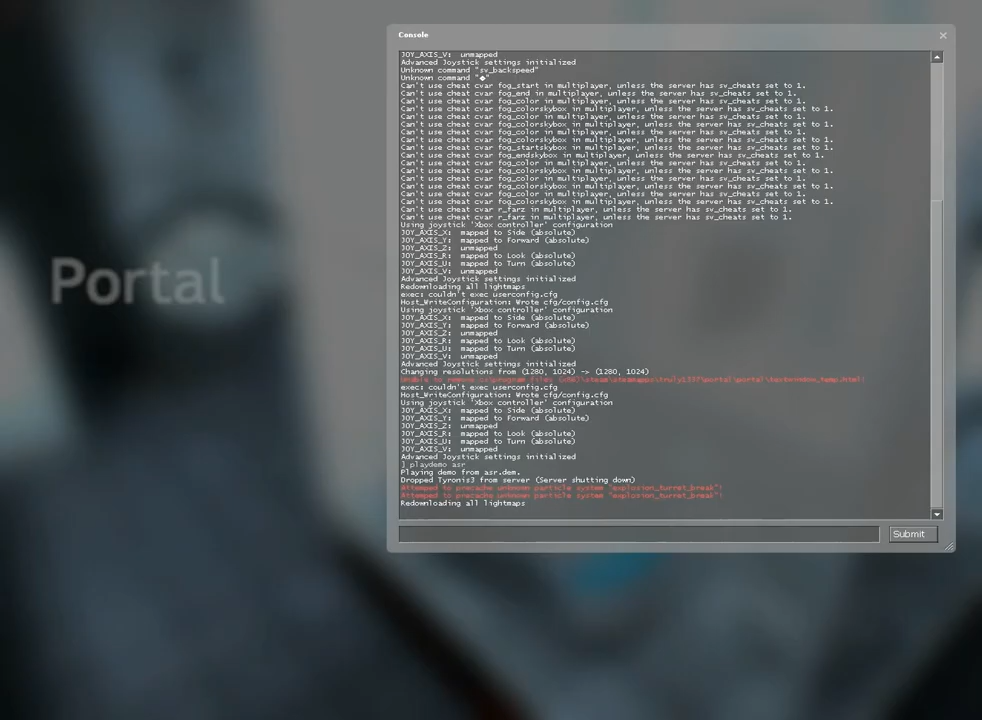 Console
JOY_AXIS_V:  unmapped
Advanced Joystick settings initialized
Unknown command "sv_backspeed"
Unknown command "�"
Can't use cheat cvar fog_start in multiplayer, unless the server has sv_cheats set to 1.
Can't use cheat cvar fog_end in multiplayer, unless the server has sv_cheats set to 1.
Can't use cheat cvar fog_color in multiplayer, unless the server has sv_cheats set to 1.
Can't use cheat cvar fog_colorskybox in multiplayer, unless the server has sv_cheats set to 1.
Can't use cheat cvar fog_color in multiplayer, unless the server has sv_cheats set to 1.
Can't use cheat cvar fog_colorskybox in multiplayer, unless the server has sv_cheats set to 1.
Can't use cheat cvar fog_color in multiplayer, unless the server has sv_cheats set to 1.
Can't use cheat cvar fog_colorskybox in multiplayer, unless the server has sv_cheats set to 1.
Can't use cheat cvar fog_startskybox in multiplayer, unless the server has sv_cheats set to 1.
Can't use cheat cvar fog_endskybox in multiplayer, unless the server has sv_cheats set to 1.
Can't use cheat cvar fog_color in multiplayer, unless the server has sv_cheats set to 1.
Can't use cheat cvar fog_colorskybox in multiplayer, unless the server has sv_cheats set to 1.
Can't use cheat cvar fog_color in multiplayer, unless the server has sv_cheats set to 1.
Can't use cheat cvar fog_colorskybox in multiplayer, unless the server has sv_cheats set to 1.
Can't use cheat cvar fog_color in multiplayer, unless the server has sv_cheats set to 1.
Can't use cheat cvar fog_colorskybox in multiplayer, unless the server has sv_cheats set to 1.
Can't use cheat cvar r_farz in multiplayer, unless the server has sv_cheats set to 1.
Can't use cheat cvar r_farz in multiplayer, unless the server has sv_cheats set to 1.
Using joystick 'Xbox controller' configuration
JOY_AXIS_X:  mapped to Side (absolute)
JOY_AXIS_Y:  mapped to Forward (absolute)
JOY_AXIS_Z:  unmapped
JOY_AXIS_R:  mapped to Look (absolute)
JOY_AXIS_U:  mapped to Turn (absolute)
JOY_AXIS_V:  unmapped
Advanced Joystick settings initialized
Redownloading all lightmaps
exec: couldn't exec userconfig.cfg
Host_WriteConfiguration: Wrote cfg/config.cfg
Using joystick 'Xbox controller' configuration
JOY_AXIS_X:  mapped to Side (absolute)
JOY_AXIS_Y:  mapped to Forward (absolute)
JOY_AXIS_Z:  unmapped
JOY_AXIS_R:  mapped to Look (absolute)
JOY_AXIS_U:  mapped to Turn (absolute)
JOY_AXIS_V:  unmapped
Advanced Joystick settings initialized
Changing resolutions from (1280, 1024) -> (1280, 1024)
Unable to remove c:\program files (x86)\steam\steamapps\truly1337\portal\portal\textwindow_temp.html!
exec: couldn't exec userconfig.cfg
Host_WriteConfiguration: Wrote cfg/config.cfg
Using joystick 'Xbox controller' configuration
JOY_AXIS_X:  mapped to Side (absolute)
JOY_AXIS_Y:  mapped to Forward (absolute)
JOY_AXIS_Z:  unmapped
JOY_AXIS_R:  mapped to Look (absolute)
JOY_AXIS_U:  mapped to Turn (absolute)
JOY_AXIS_V:  unmapped
Advanced Joystick settings initialized
] playdemo asr
Playing demo from asr.dem.
Dropped Tyronis3 from server (Server shutting down)
Attemped to precache unknown particle system "explosion_turret_break"!
Attemped to precache unknown particle system "explosion_turret_break"!
Redownloading all lightmaps
Submit
Portal